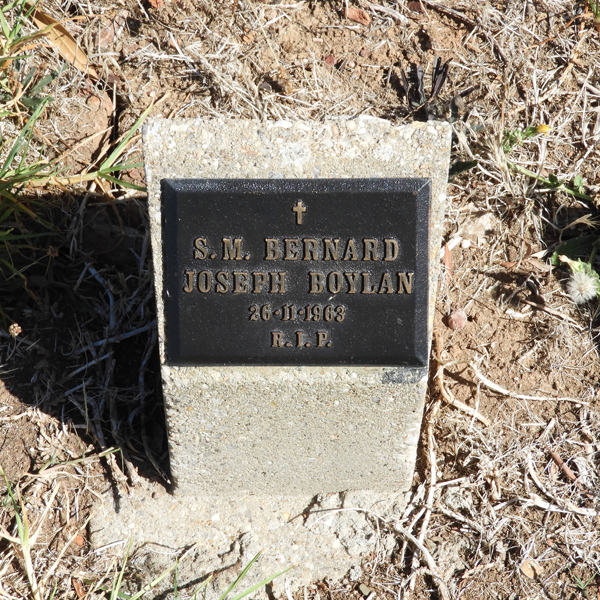 S.M. BERNARD
JOSEPH BOYLAN
26-11-1963
R.I.P.